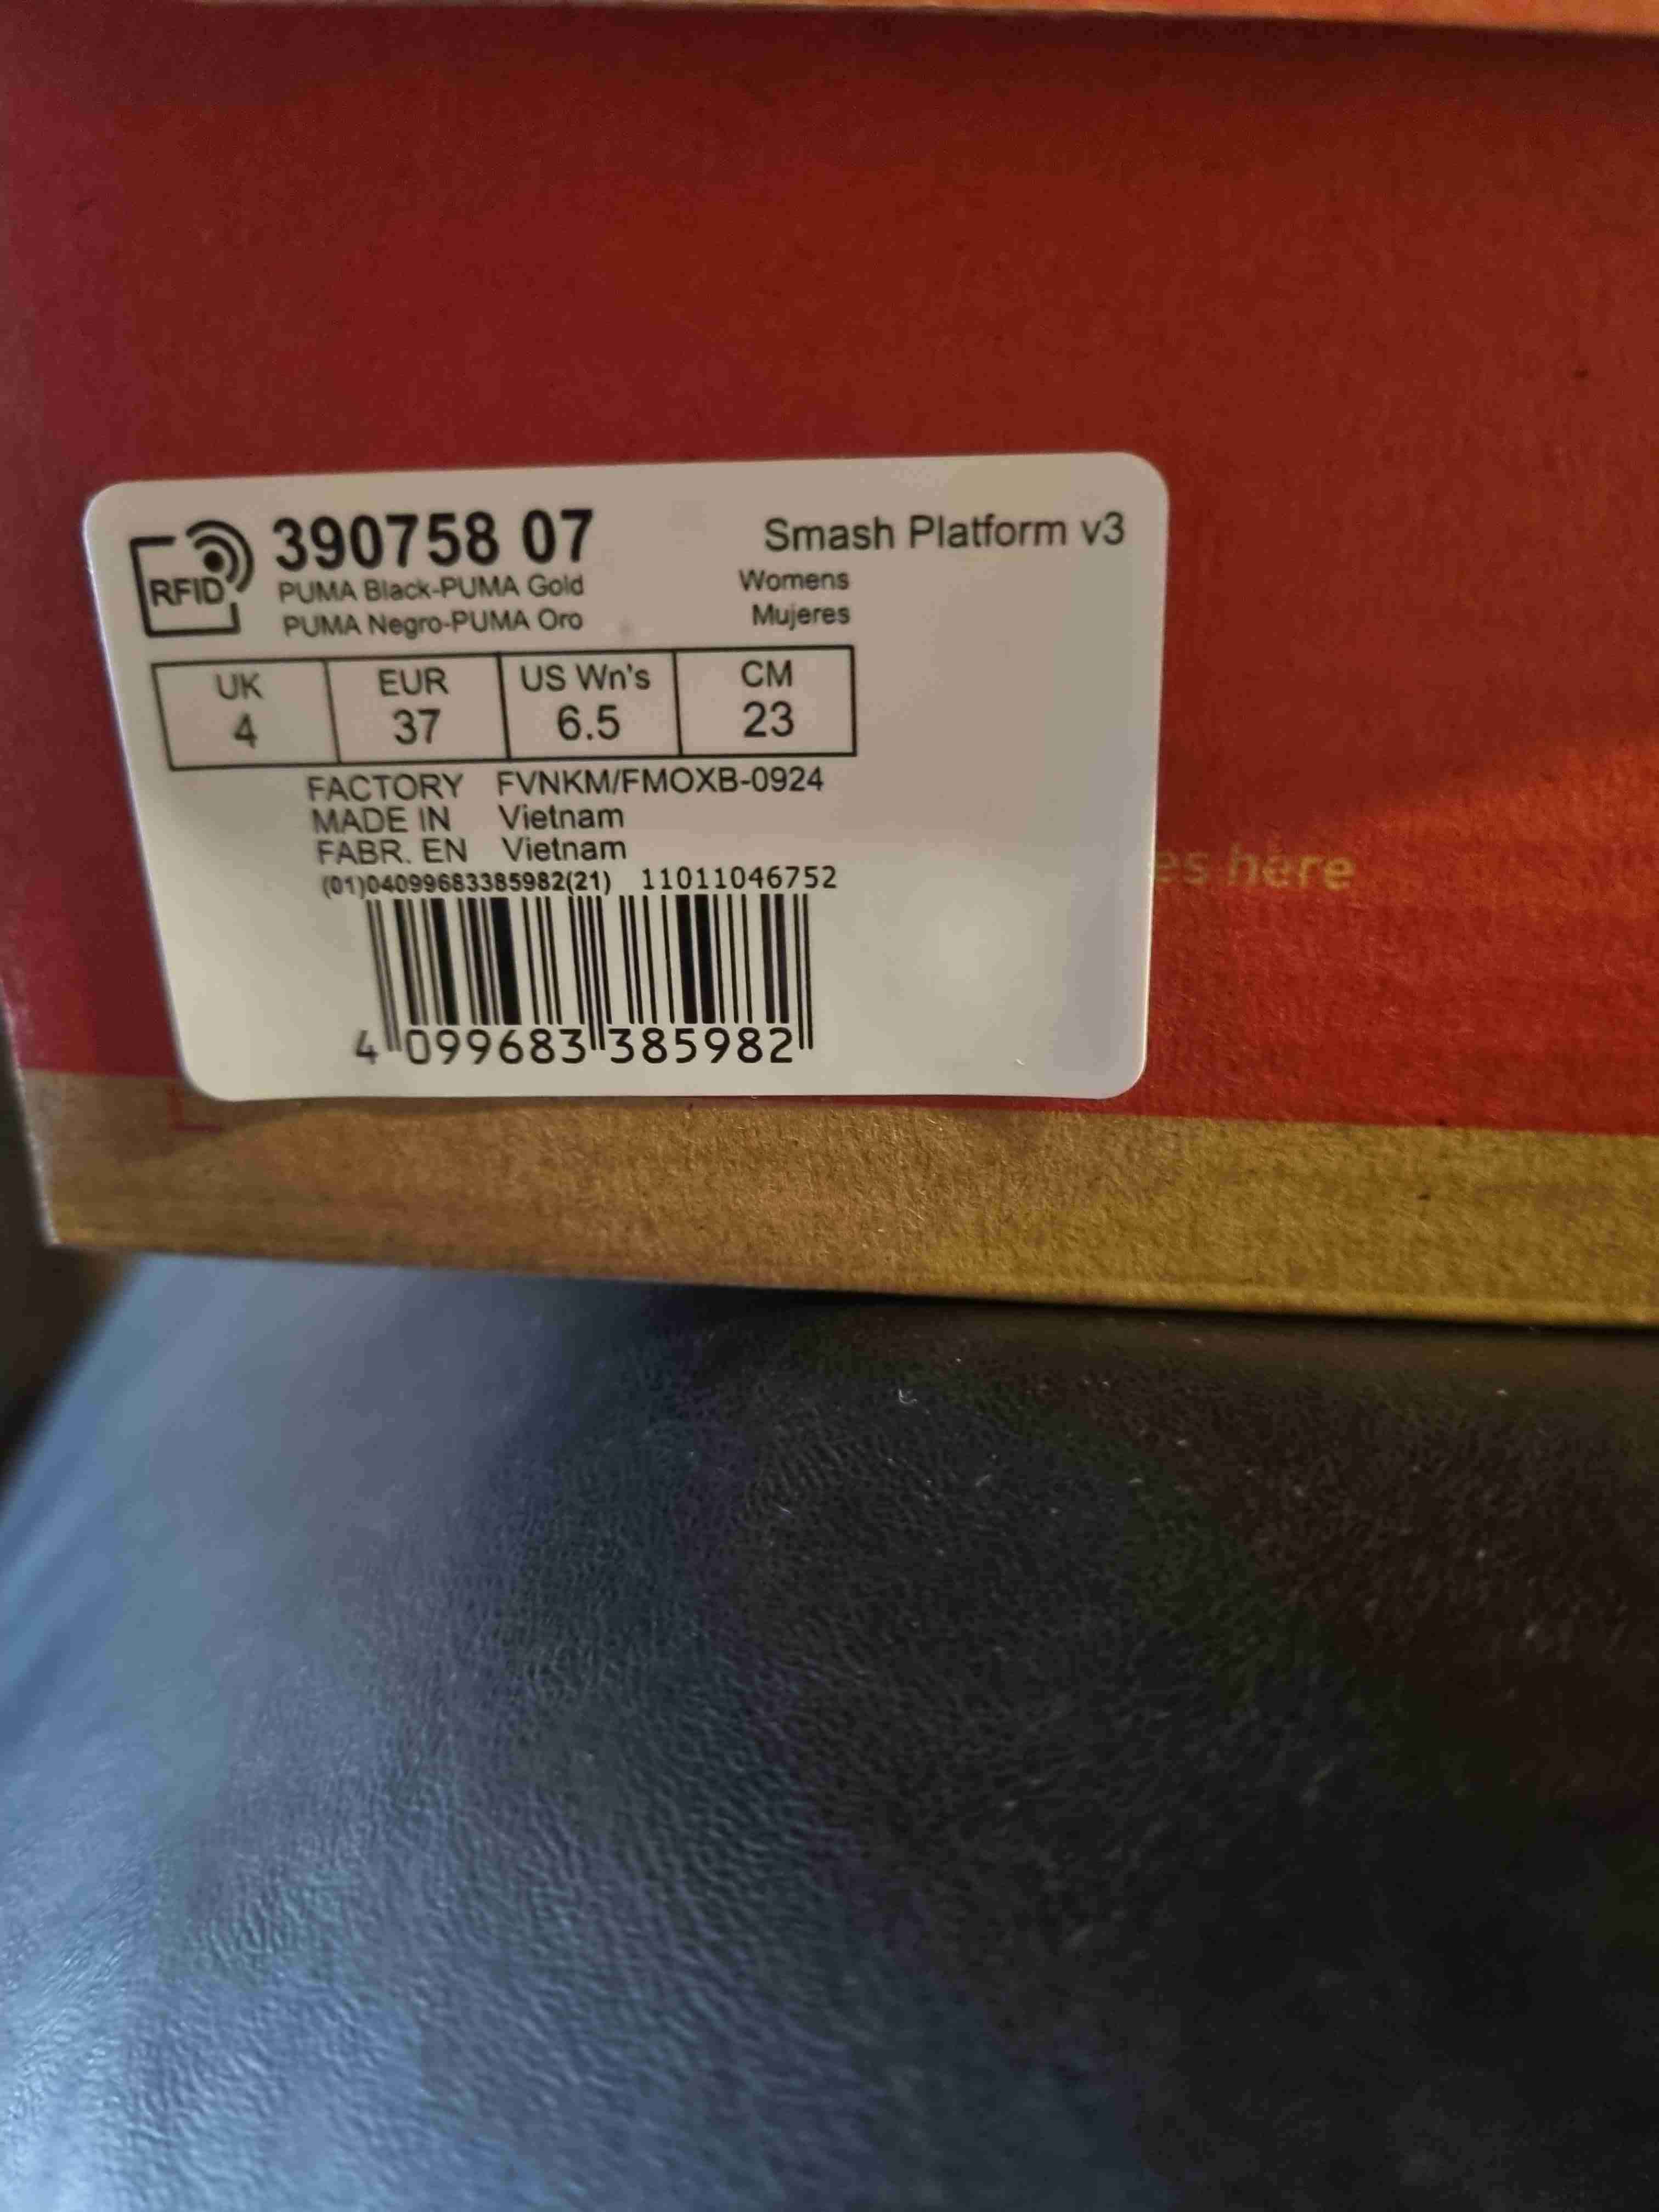 RFID
390758 07
Smash Platform v3
PUMA Black-PUMA Gold
Womens
PUMA Negro-PUMA Oro
Mujeres
UK EUR US Wn's CM
4 37 6.5 23
FACTORY FVNKM/FMOXB-0924
MADE IN Vietnam
FABR. EN Vietnam
(01)04099683385982(21) 11011046752
4 099683 385982
es here